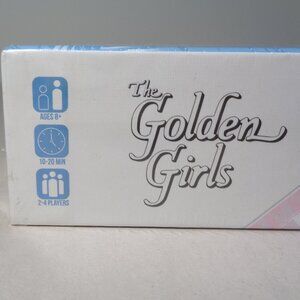 AGES 8+
10-20 MIN
2-4 PLAYERS
The
Golden
Girls